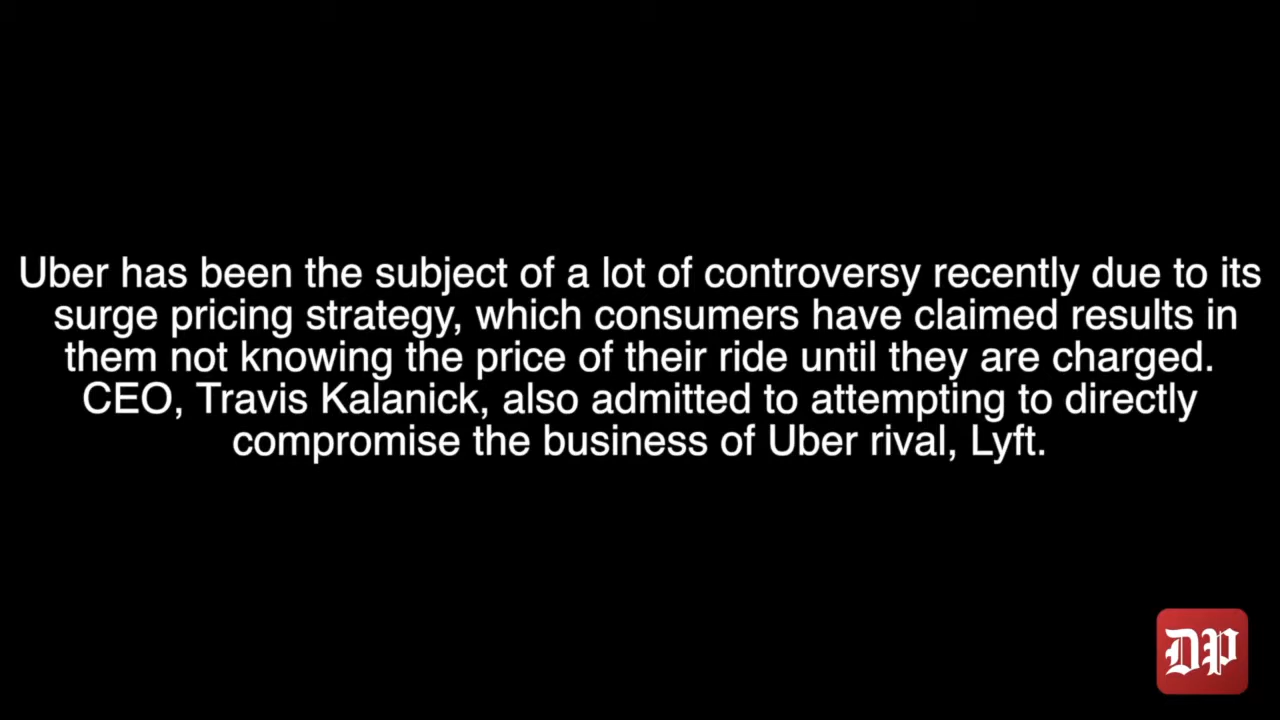 Uber has been the subject of a lot of controversy recently due to its
surge pricing strategy, which consumers have claimed results in
them not knowing the price of their ride until they are charged.
CEO, Travis Kalanick, also admitted to attempting to directly
compromise the business of Uber rival, Lyft.
DP